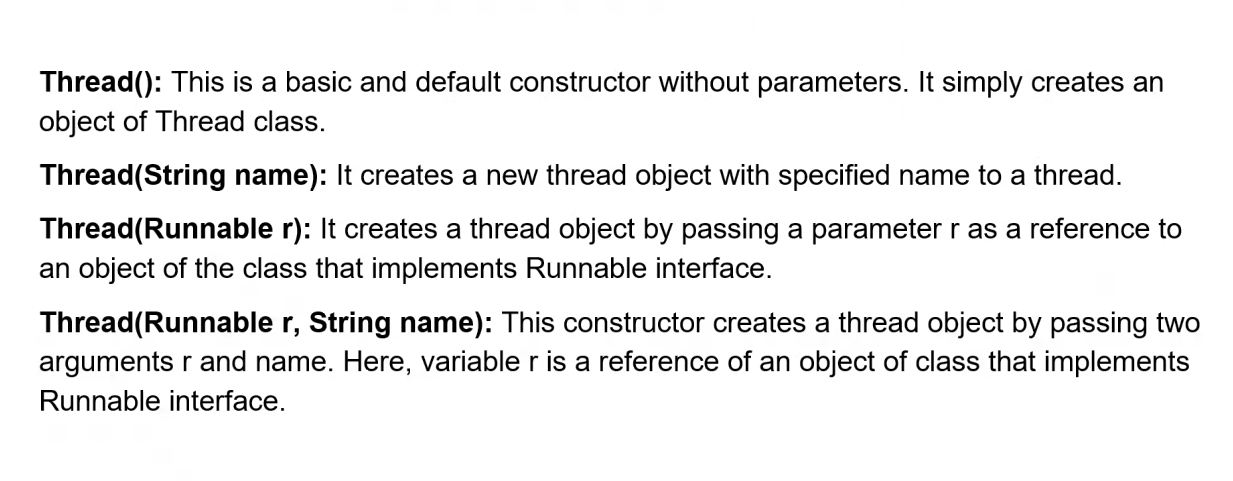 Thread(): This is a basic and default constructor without parameters. It simply creates an
object of Thread class.
Thread(String name): It creates a new thread object with specified name to a thread.
Thread(Runnable r): It creates a thread object by passing a parameter r as a reference to
an object of the class that implements Runnable interface.
Thread(Runnable r, String name): This constructor creates a thread object by passing two
arguments r and name. Here, variable r is a reference of an object of class that implements
Runnable interface.